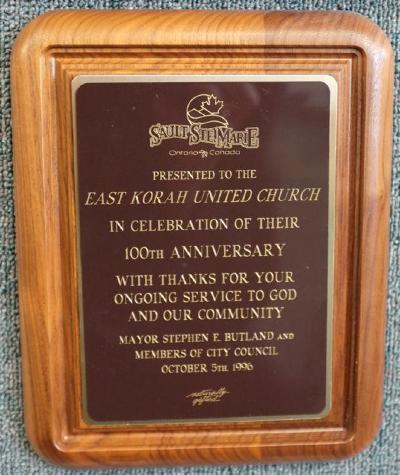 SAULT STE MARIE
Ontario Canada
PRESENTED TO THE
EAST KORAH UNITED CHURCH
IN CELEBRATION OF THEIR
100TH ANNIVERSARY
WITH THANKS FOR YOUR
ONGOING SERVICE TO GOD
AND OUR COMMUNITY
MAYOR STEPHEN E. BUTLAND AND
MEMBERS OF CITY COUNCIL
OCTOBER 5TH, 1996
naturally
gifted